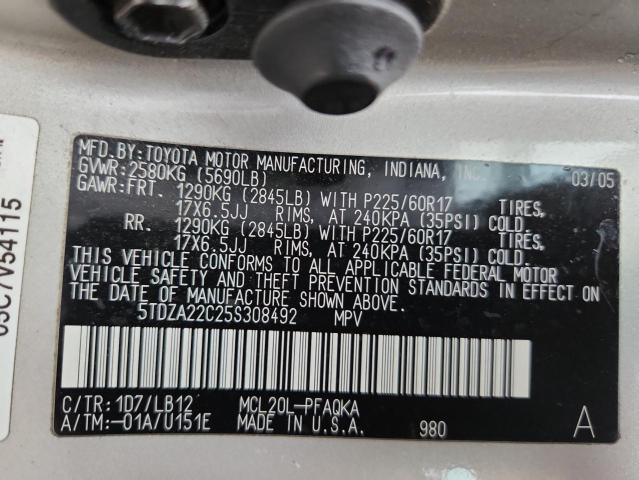 MFD. BY: TOYOTA MOTOR MANUFACTURING, INDIANA, INC. 03/05
GVWR: 2580KG (5690LB)
GAWR: FRT. 1290KG (2845LB) WITH P225/60R17 TIRES,
17X6.5JJ RIMS, AT 240KPA (35PSI) COLD.
RR. 1290KG (2845LB) WITH P225/60R17 TIRES,
17X6.5JJ RIMS, AT 240KPA (35PSI) COLD.
THIS VEHICLE CONFORMS TO ALL APPLICABLE FEDERAL MOTOR
VEHICLE SAFETY AND THEFT PREVENTION STANDARDS IN EFFECT ON
THE DATE OF MANUFACTURE SHOWN ABOVE.
5TDZA22C25S308492 MPV
C/TR: 1D7/LB12 MCL20L-PFAQKA
A/TM: -01A/U151E MADE IN U.S.A. 980 A